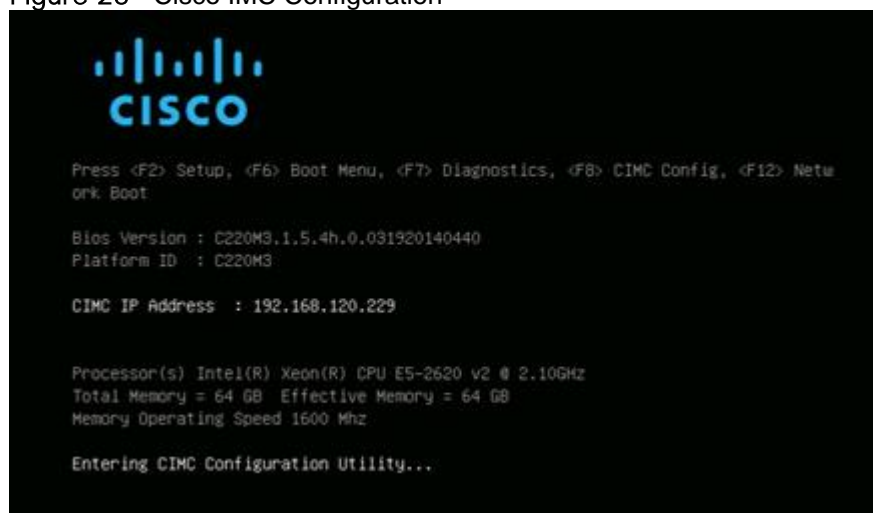 Cisco IMC Configuration
CISCO
Press <F2> Setup, <F6> Boot Menu, <F7> Diagnostics, <F8> CIMC Config, <F12> Netw
ork Boot
Bios Version : C220M3.1.5.4h.0.031920140440
Platform ID : C220M3
CIMC IP Address : 192.168.120.229
Processor(s) Intel(R) Xeon(R) CPU E5-2620 v2 @ 2.10GHz
Total Memory = 64 GB Effective Memory = 64 GB
Memory Operating Speed 1600 Mhz
Entering CIMC Configuration Utility...